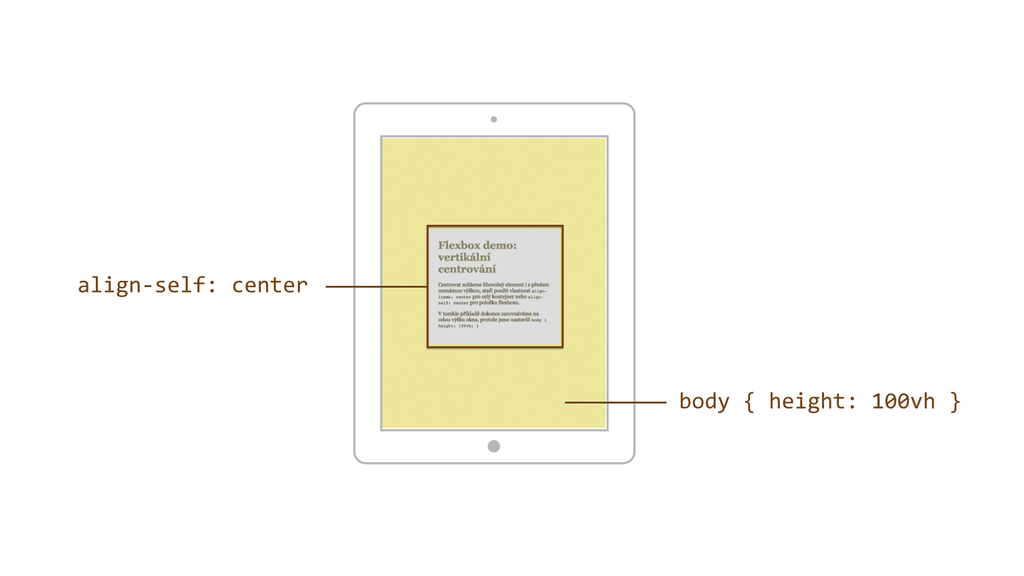 Flexbox demo:
vertikální
centrování
Centrovat můžeme libovolný element i s předem
neznámou výškou, stačí použít vlastnost align-
items: center pro celý kontejner nebo align-
self: center pro položku flexboxu.
V tomhle příkladě dokonce zarovnáváme na
celou výšku okna, protože jsme nastavili body {
height: 100vh; }
align-self: center
body { height: 100vh }